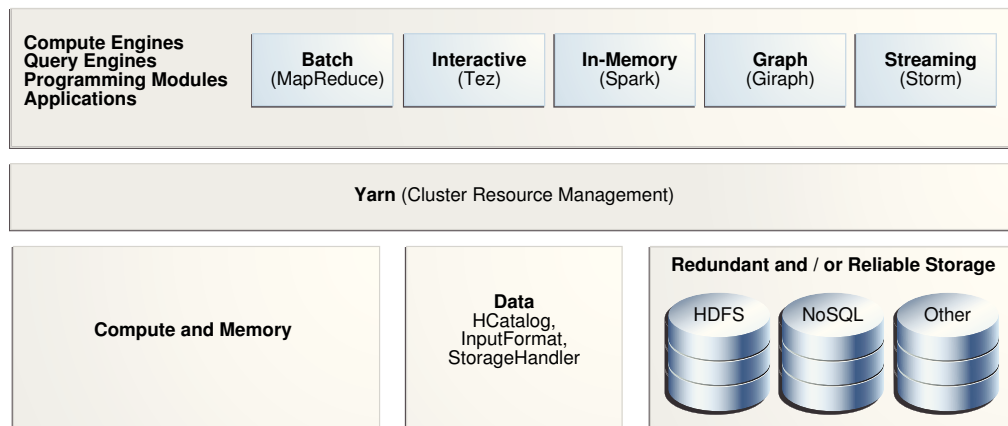 Compute Engines
Query Engines
Programming Modules
Applications
Batch
(MapReduce)
Interactive
(Tez)
In-Memory
(Spark)
Graph
(Giraph)
Streaming
(Storm)
Yarn (Cluster Resource Management)
Compute and Memory
Data
HCatalog,
InputFormat,
StorageHandler
Redundant and / or Reliable Storage
HDFS
NoSQL
Other